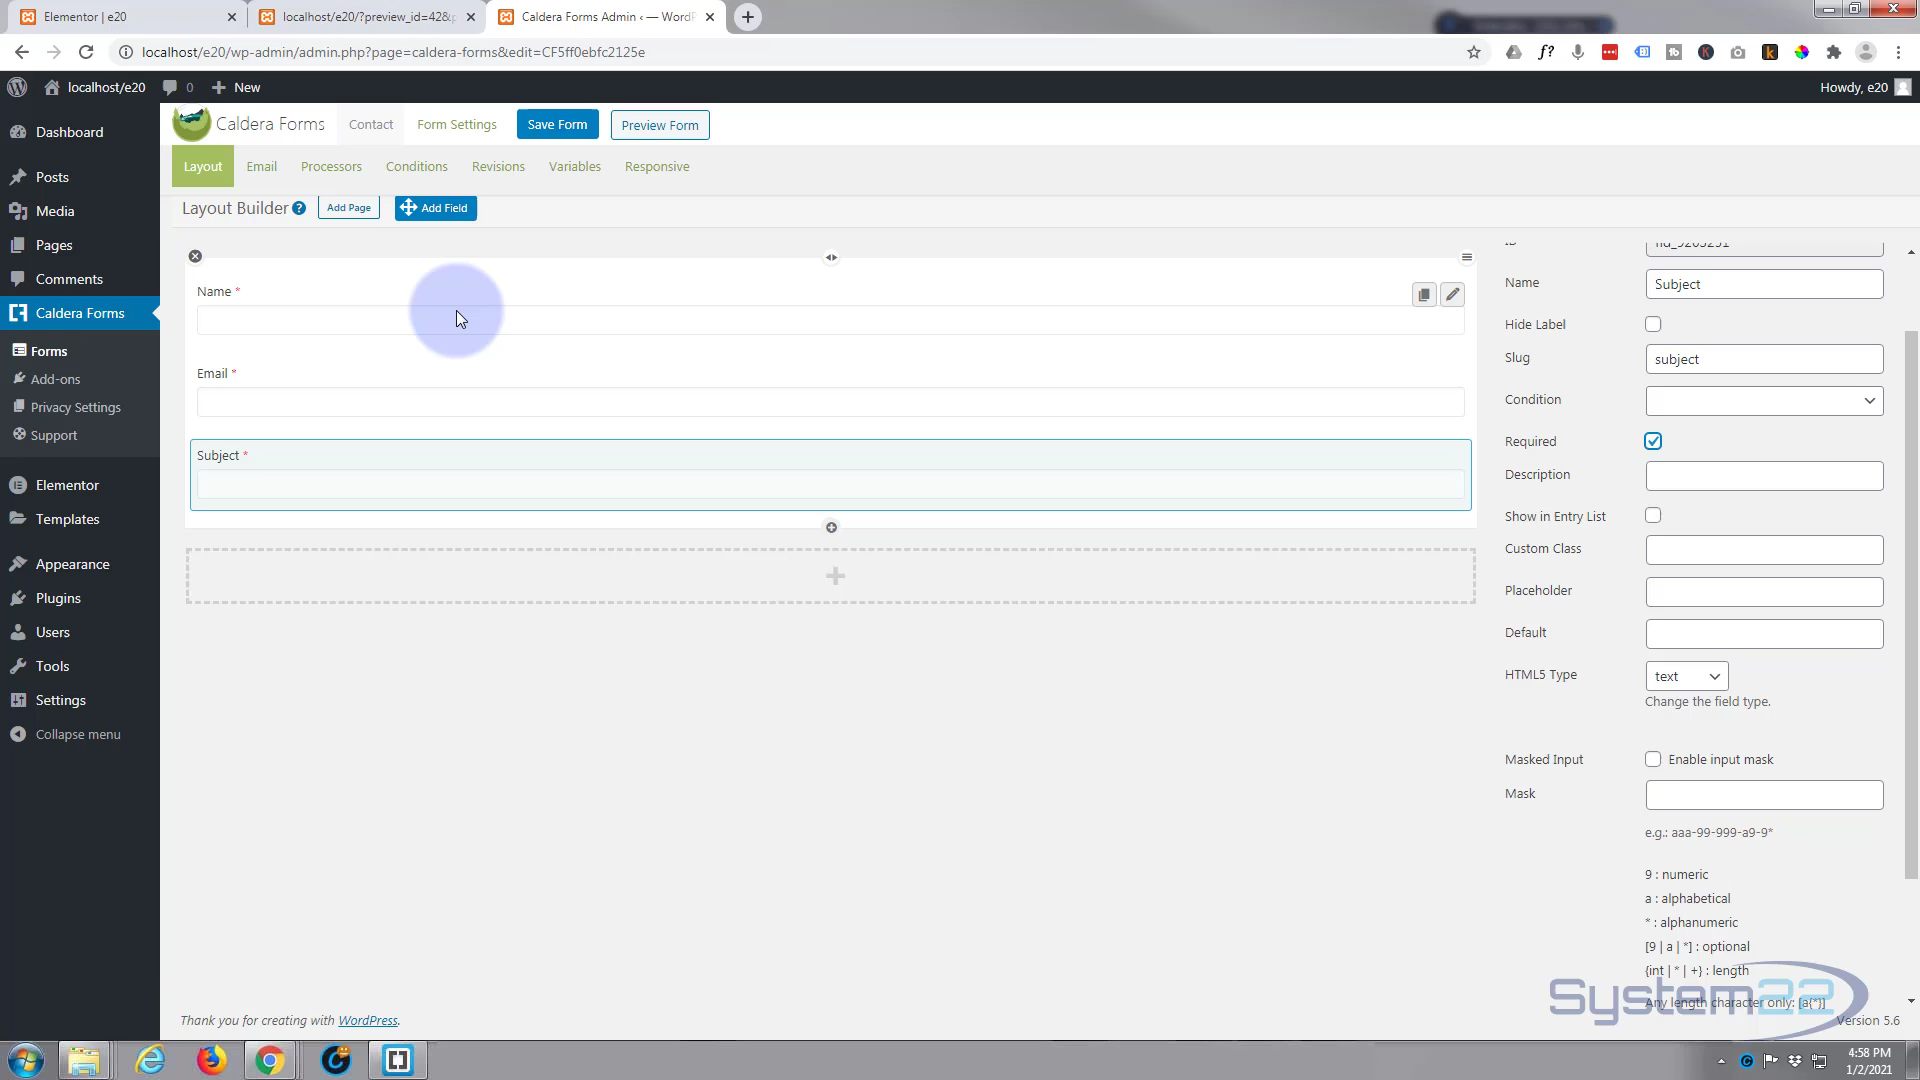 Elementor | e20
localhost/e20/?preview_id=42&
Caldera Forms Admin ‹ — WordP
localhost/e20/wp-admin/admin.php?page=caldera-forms&edit=CF5ff0ebfc2125e
localhost/e20
0
New
Howdy, e20
Dashboard
Posts
Media
Pages
Comments
Caldera Forms
Forms
Add-ons
Privacy Settings
Support
Elementor
Templates
Appearance
Plugins
Users
Tools
Settings
Collapse menu
Caldera Forms
Contact
Form Settings
Save Form
Preview Form
Layout
Email
Processors
Conditions
Revisions
Variables
Responsive
Layout Builder
Add Page
Add Field
Name *
Email *
Subject *
Name
Subject
Hide Label
Slug
subject
Condition
Required
Description
Show in Entry List
Custom Class
Placeholder
Default
HTML5 Type
text
Change the field type.
Masked Input
Enable input mask
Mask
e.g.: aaa-99-999-a9-9*
9 : numeric
a : alphabetical
* : alphanumeric
[9 | a | *] : optional
{int | * | +} : length
Any length character only: [a{*}]
System22
Thank you for creating with WordPress.
Version 5.6
4:58 PM
1/2/2021